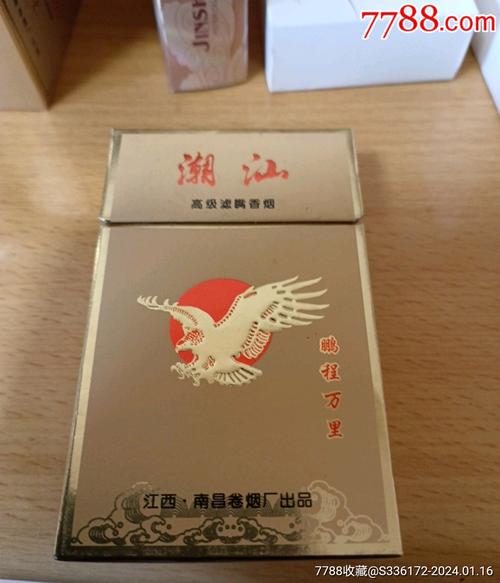 7788.com
JINSH
潮汕
高级滤嘴香烟
鹏程万里
江西·南昌卷烟厂出品
7788收藏@S336172-2024.01.16